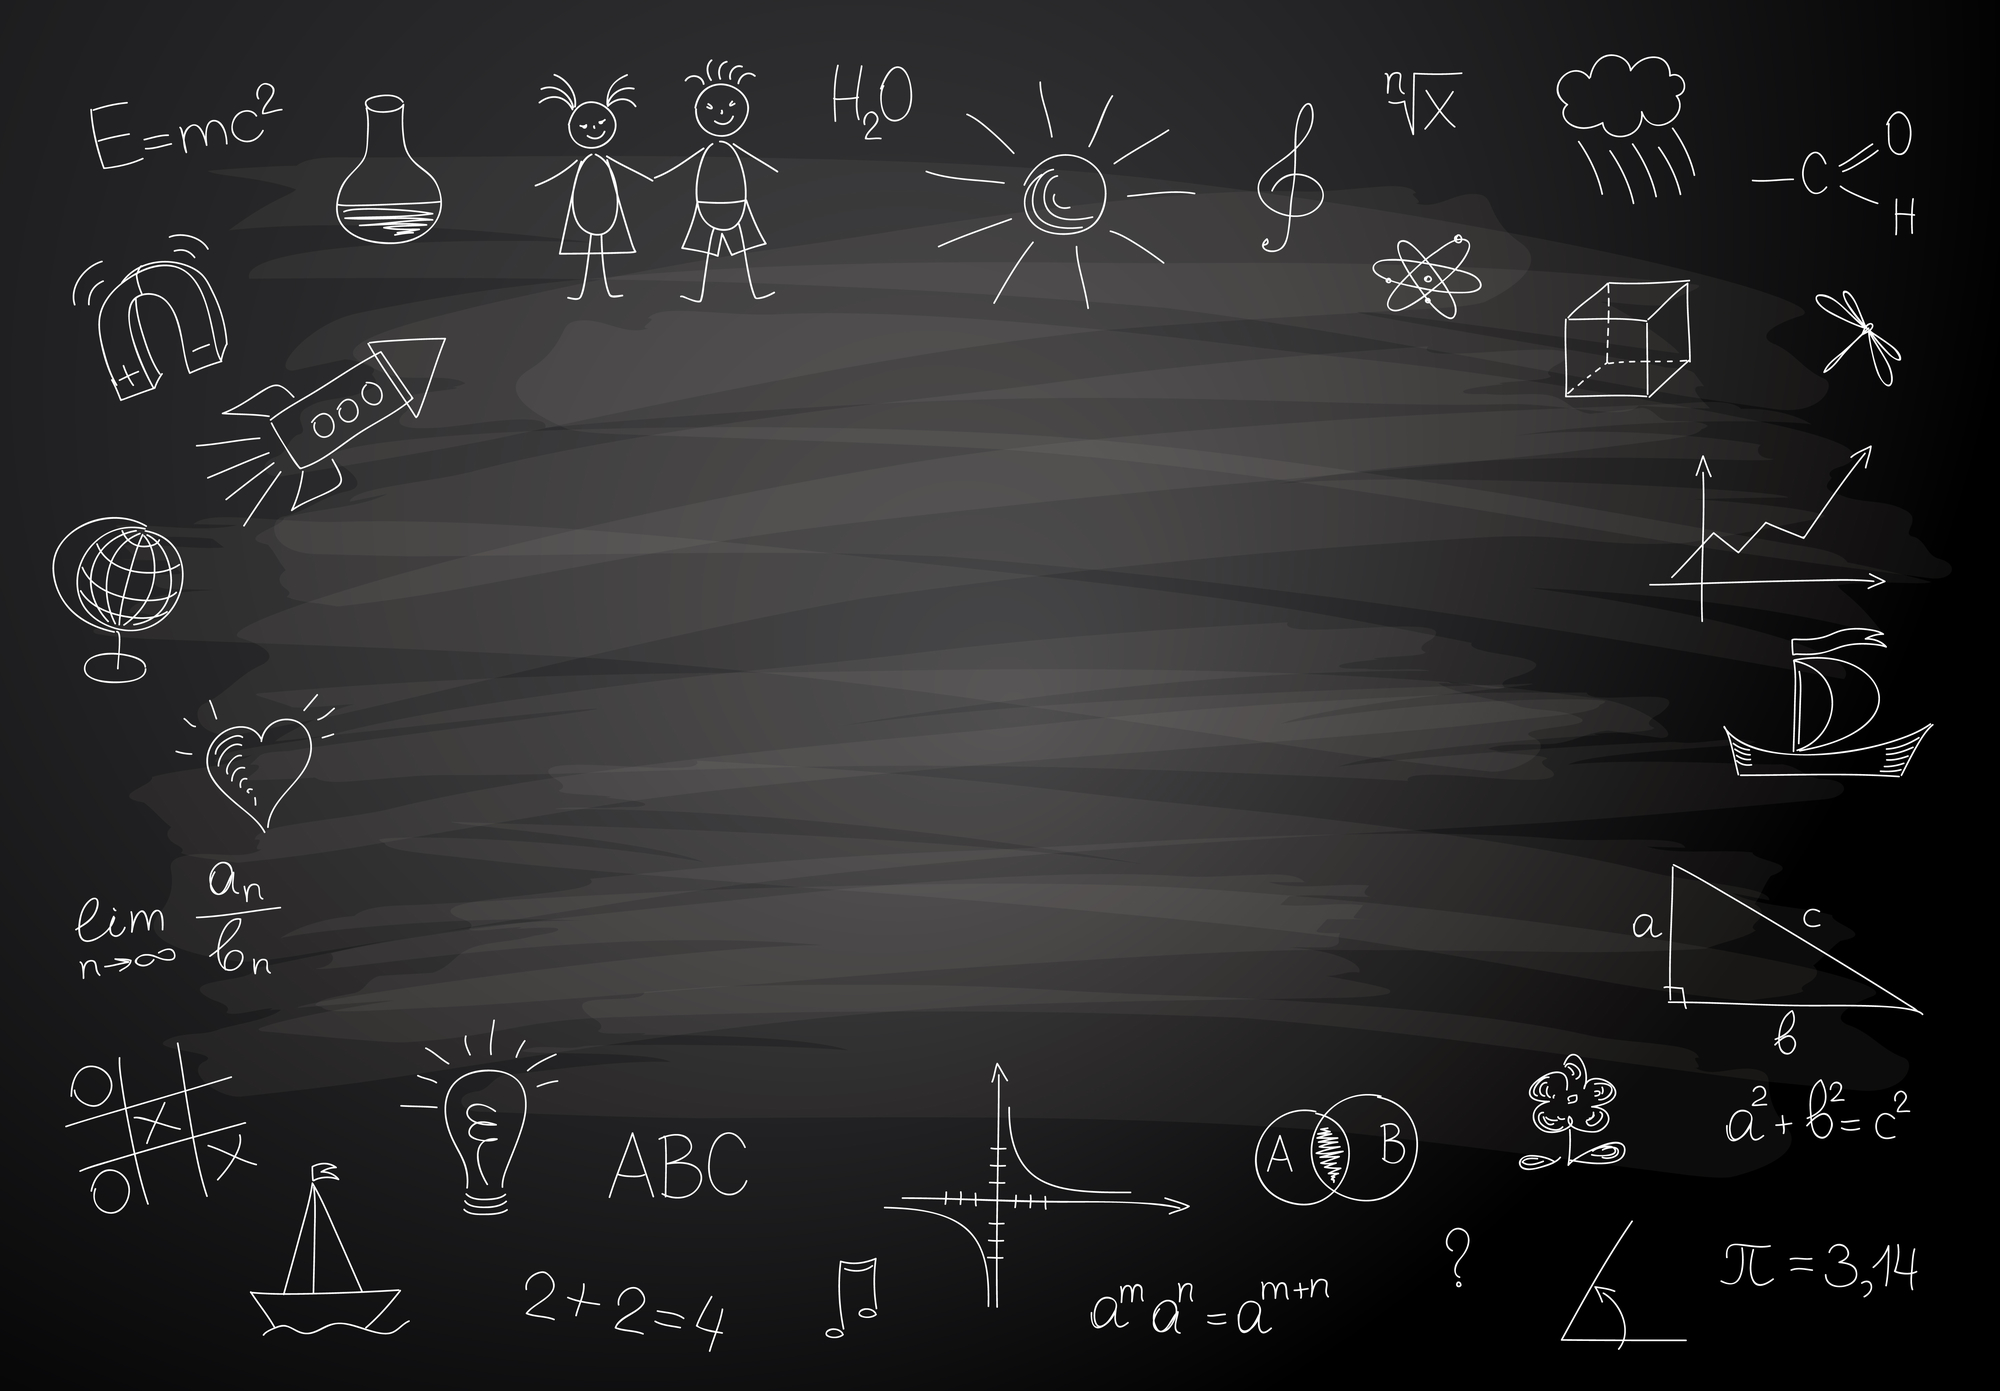 E=mc²
H₂O
ⁿ√x
O
—C
H
+ −
a c
b
lim aₙ/bₙ
n→∞
O
X
X
O
ABC
A B
a²+b²=c²
2+2=4
aᵐaⁿ=aᵐ⁺ⁿ
?
π=3,14